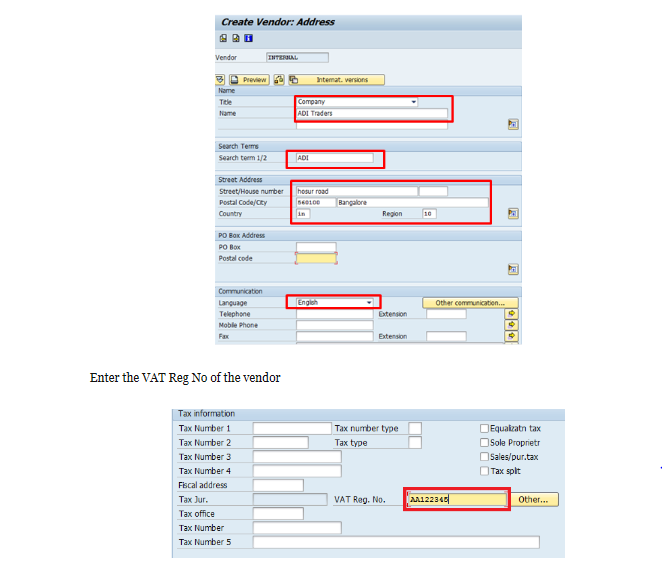 Create Vendor: Address
Vendor INTERNAL
Preview Internat. versions
Name
Title Company
Name ADI Traders
Search Terms
Search term 1/2 ADI
Street Address
Street/House number hosur road
Postal Code/City 560100 Bangalore
Country in Region 10
PO Box Address
PO Box
Postal code
Communication
Language English Other communication...
Telephone Extension
Mobile Phone
Fax Extension
Enter the VAT Reg No of the vendor
Tax information
Tax Number 1 Tax number type Equalizatn tax
Tax Number 2 Tax type Sole Proprietr
Tax Number 3 Sales/pur.tax
Tax Number 4 Tax split
Fiscal address
Tax Jur. VAT Reg. No. AA122345 Other...
Tax office
Tax Number
Tax Number 5